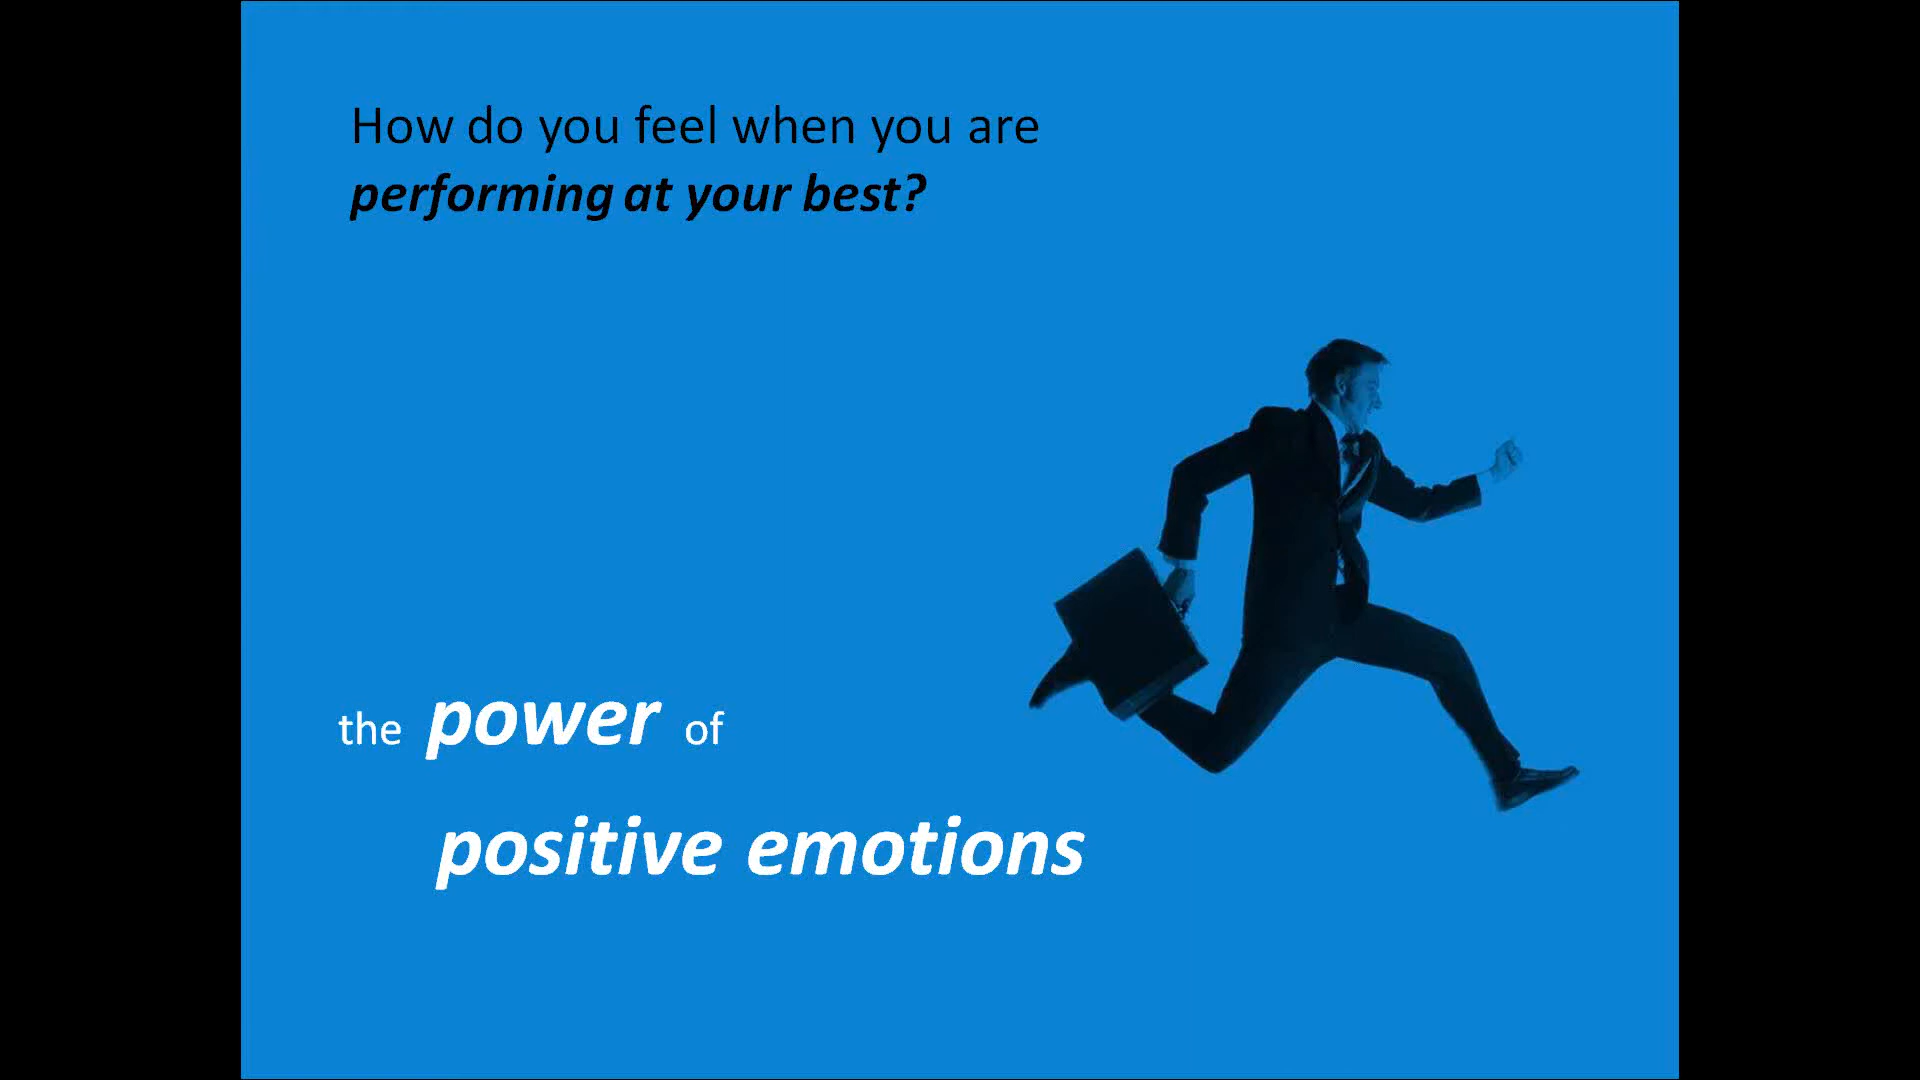 How do you feel when you are
performing at your best?
the power of
positive emotions